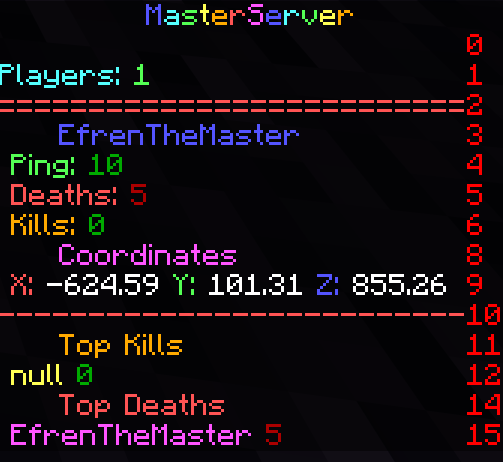 MasterServer
0
Players: 1 1
==========================2
EfrenTheMaster 3
Ping: 10 4
Deaths: 5 5
Kills: 0 6
Coordinates 8
X: -624.59 Y: 101.31 Z: 855.26 9
--------------------------10
Top Kills 11
null 0 12
Top Deaths 14
EfrenTheMaster 5 15